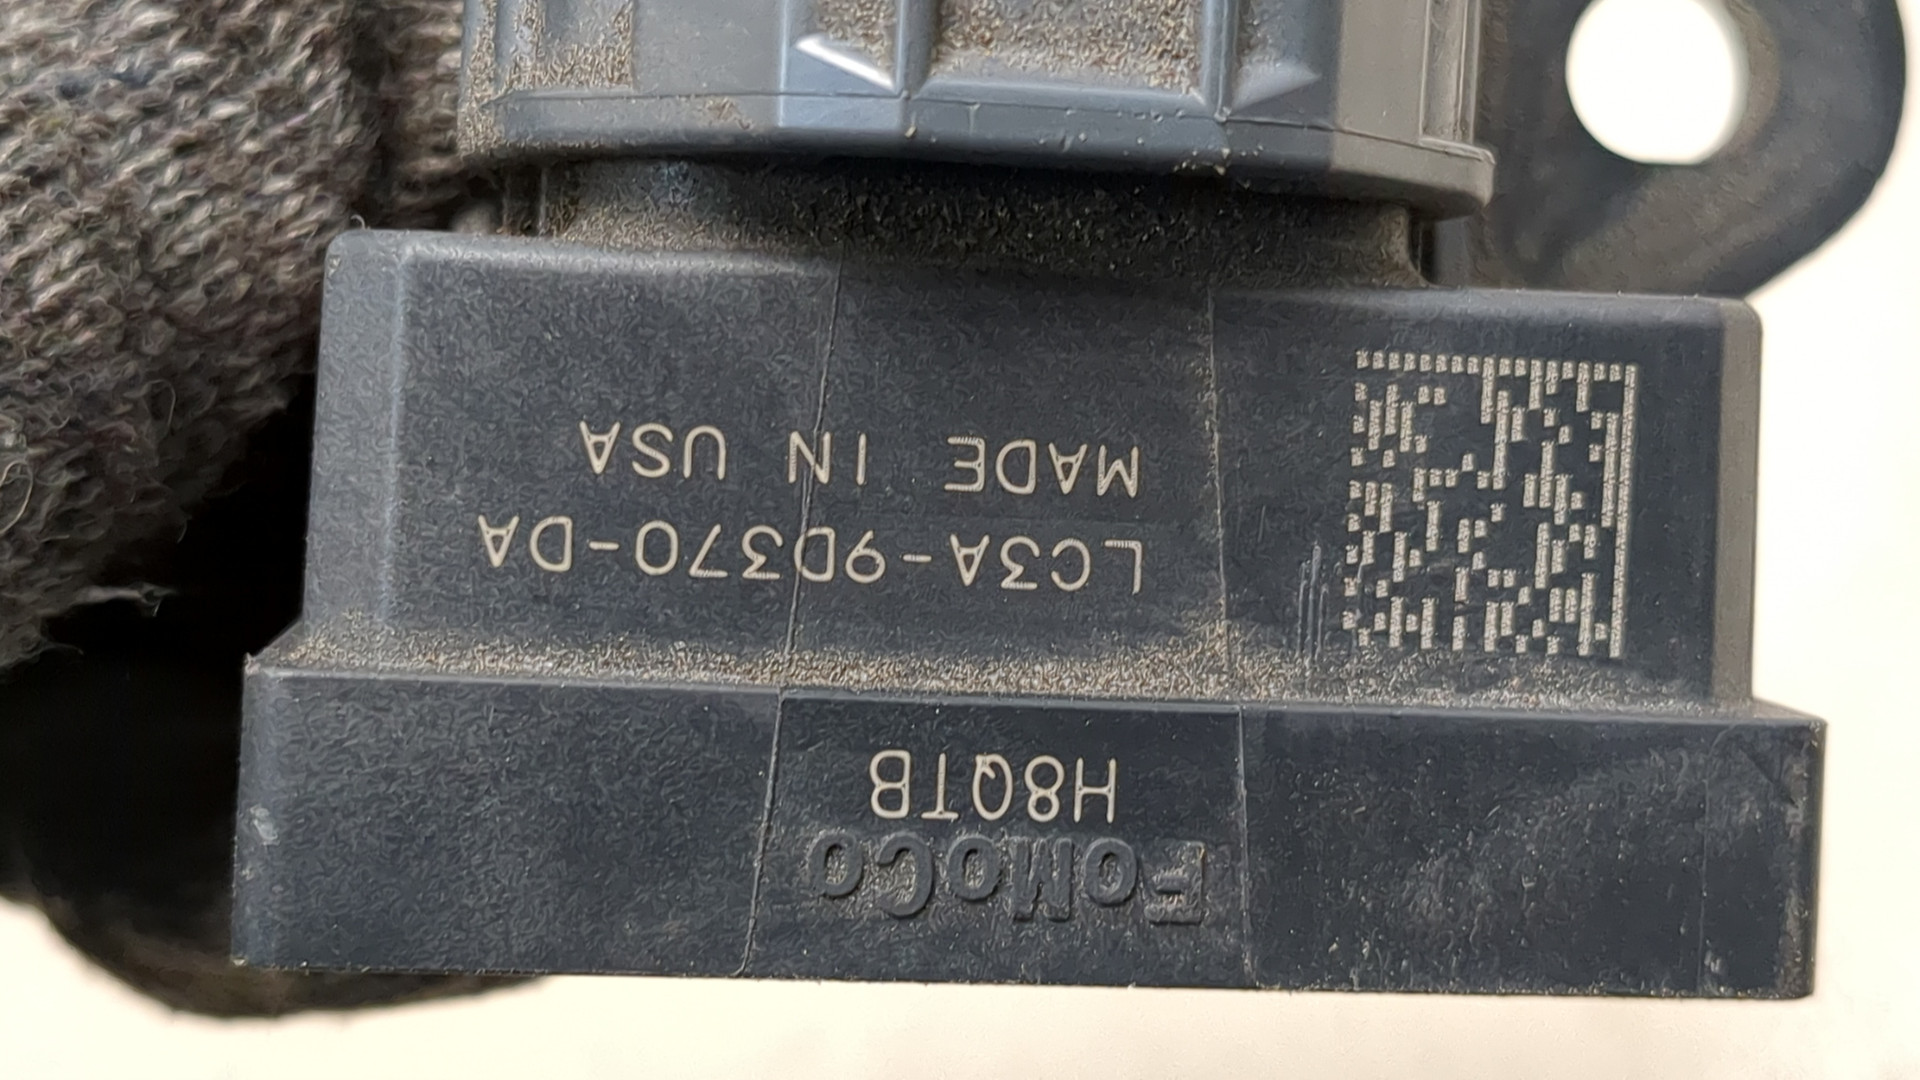 FoMoCo
H8QTB
LC3A-9D370-DA
MADE IN USA